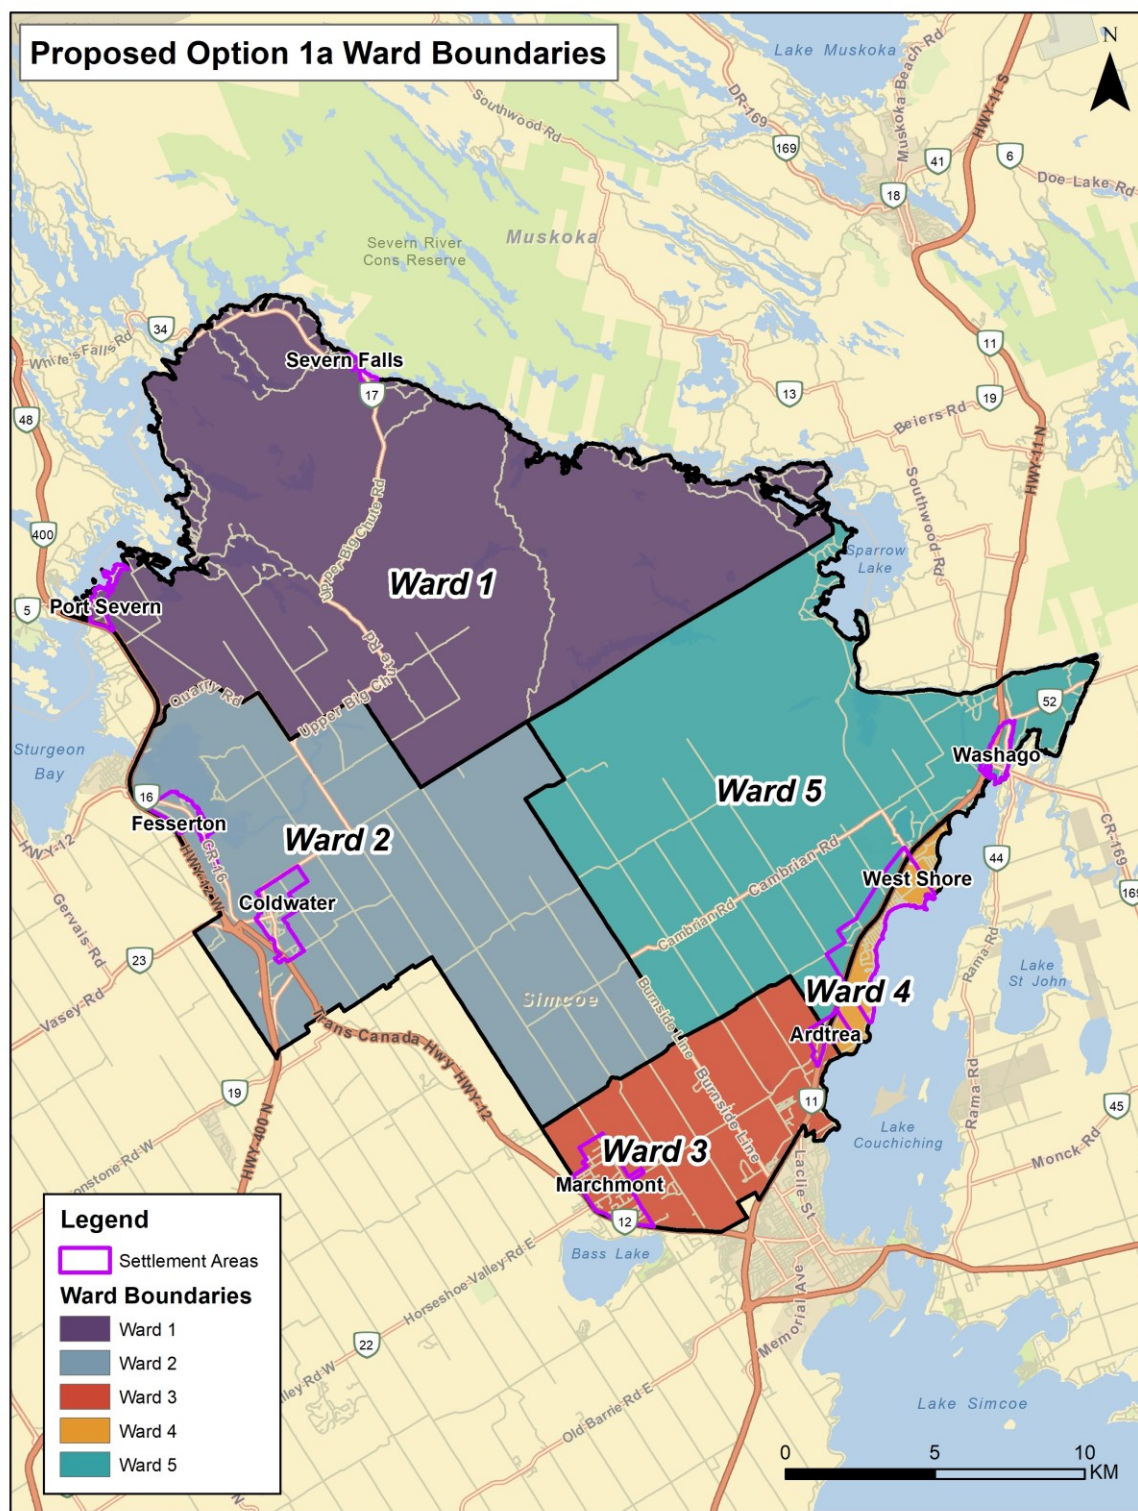 Proposed Option 1a Ward Boundaries
N
Lake Muskoka
Muskoka Beach Rd
HWY-11 S
DR-169
Southwood Rd
169
41
6
Doe Lake Rd
18
Muskoka
Severn River
Cons Reserve
34
White's Falls Rd
Severn Falls
17
11
13
19
Beiers Rd
48
HWY-11 N
Southwood Rd
Upper Big Chute Rd
400
Sparrow
Lake
Ward 1
5
Port Severn
Upper Big Chute Rd
Quarry Rd
Upper Big Chute Rd
52
Sturgeon
Bay
Washago
16
Ward 5
Fesserton
HWY-12
CR-16
Ward 2
CR-169
44
HWY-12 W
Cambrian Rd
West Shore
169
Coldwater
Gervais Rd
Cambrian Rd
23
Rama Rd
Lake
St John
Vasey Rd
Simcoe
Burnside Line
Ward 4
Trans Canada Hwy HWY-12
Ardtrea
19
11
Rama Rd
45
HWY-400 N
Burnside Line
Lake
Couchiching
Monck Rd
Ward 3
Laclie St
Marchmont
12
Bass Lake
Horseshoe Valley Rd E
Memorial Ave
22
Old Barrie Rd E
Lake Simcoe
Legend
Settlement Areas
Ward Boundaries
Ward 1
Ward 2
Ward 3
Ward 4
Ward 5
0 5 10
KM